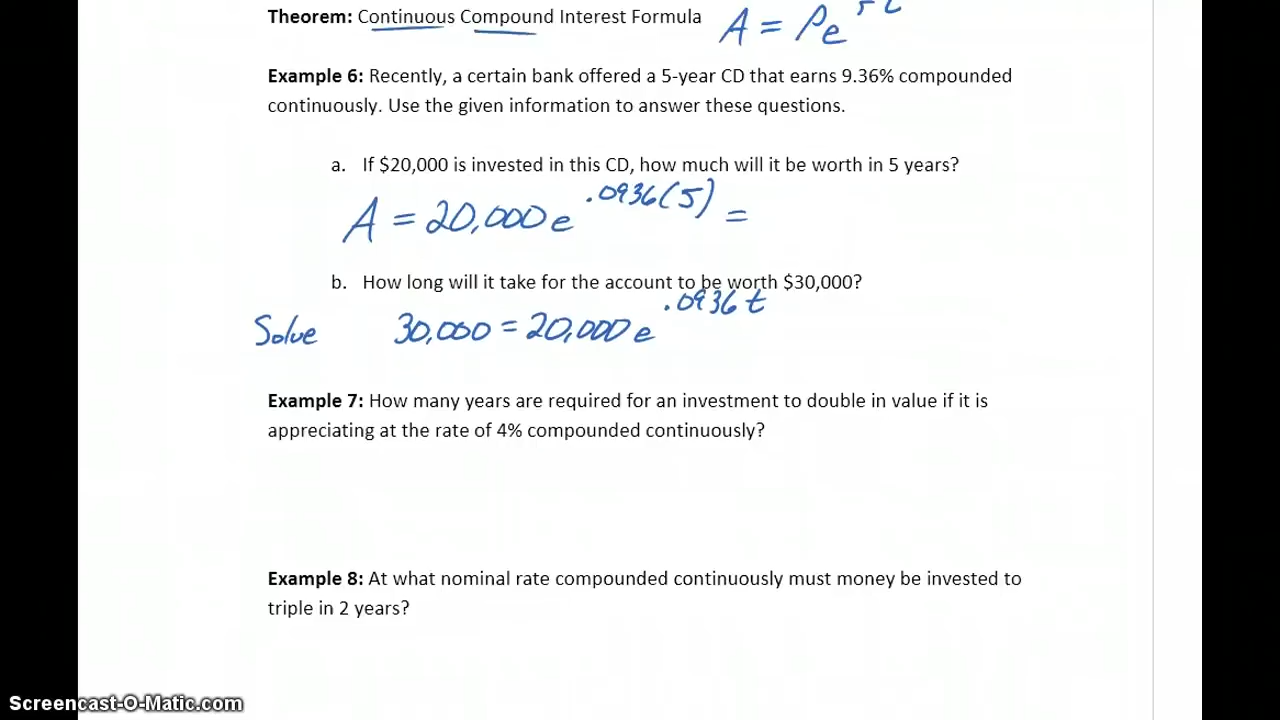 Theorem: Continuous Compound Interest Formula A = Pe^rt
Example 6: Recently, a certain bank offered a 5-year CD that earns 9.36% compounded
continuously. Use the given information to answer these questions.
a. If $20,000 is invested in this CD, how much will it be worth in 5 years?
A = 20,000 e^.0936(5) =
b. How long will it take for the account to be worth $30,000?
Solve 30,000 = 20,000 e^.0936t
Example 7: How many years are required for an investment to double in value if it is
appreciating at the rate of 4% compounded continuously?
Example 8: At what nominal rate compounded continuously must money be invested to
triple in 2 years?
Screencast-O-Matic.com